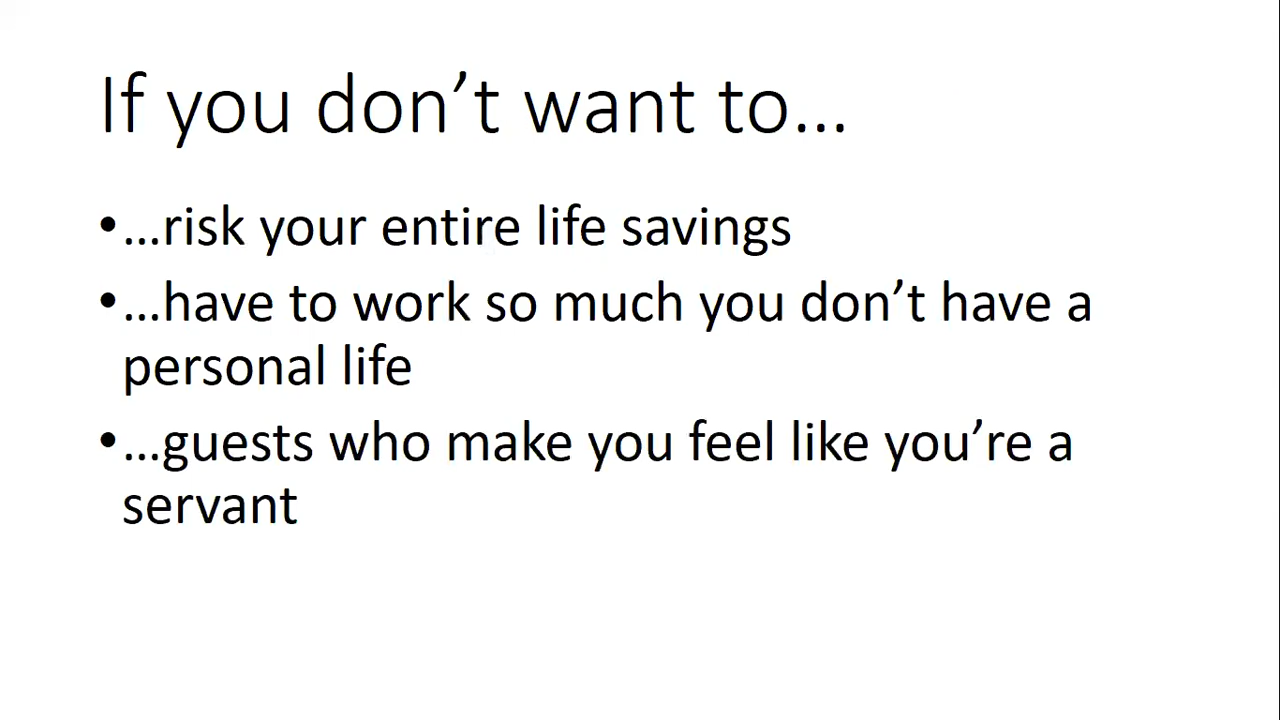 If you don’t want to…
•…risk your entire life savings
•…have to work so much you don’t have a
personal life
•…guests who make you feel like you’re a
servant